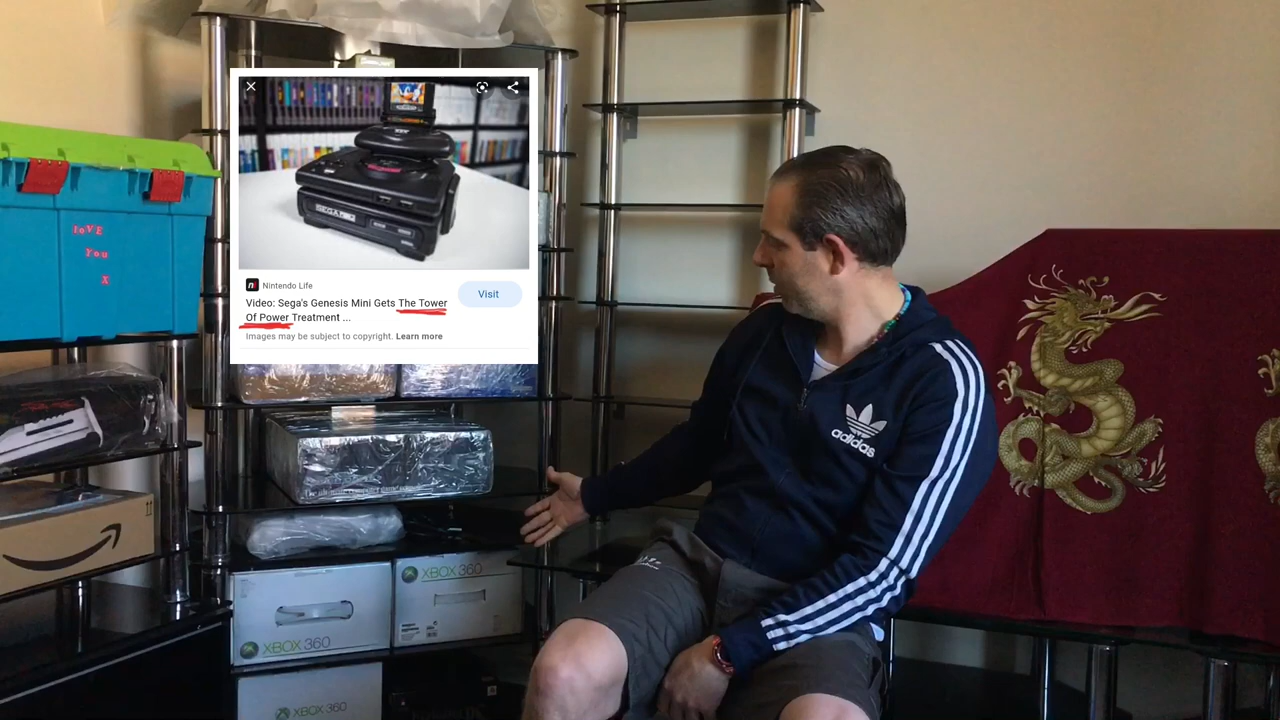 loVE
You
X
Nintendo Life
Video: Sega's Genesis Mini Gets The Tower
Of Power Treatment ...
Visit
Images may be subject to copyright. Learn more
adidas
XBOX 360
XBOX 360
XBOX 360